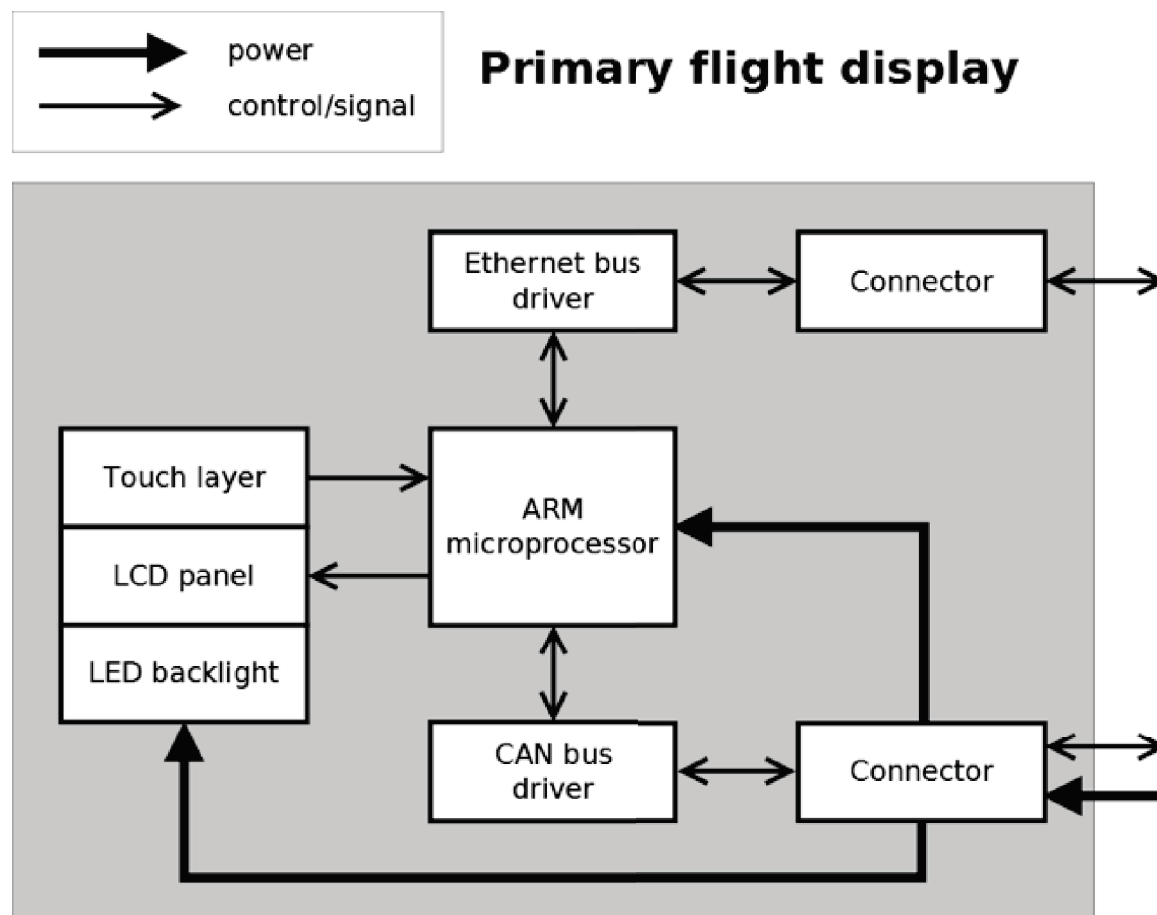 power
control/signal
Primary flight display
Ethernet bus
driver
Connector
Touch layer
LCD panel
LED backlight
ARM
microprocessor
CAN bus
driver
Connector